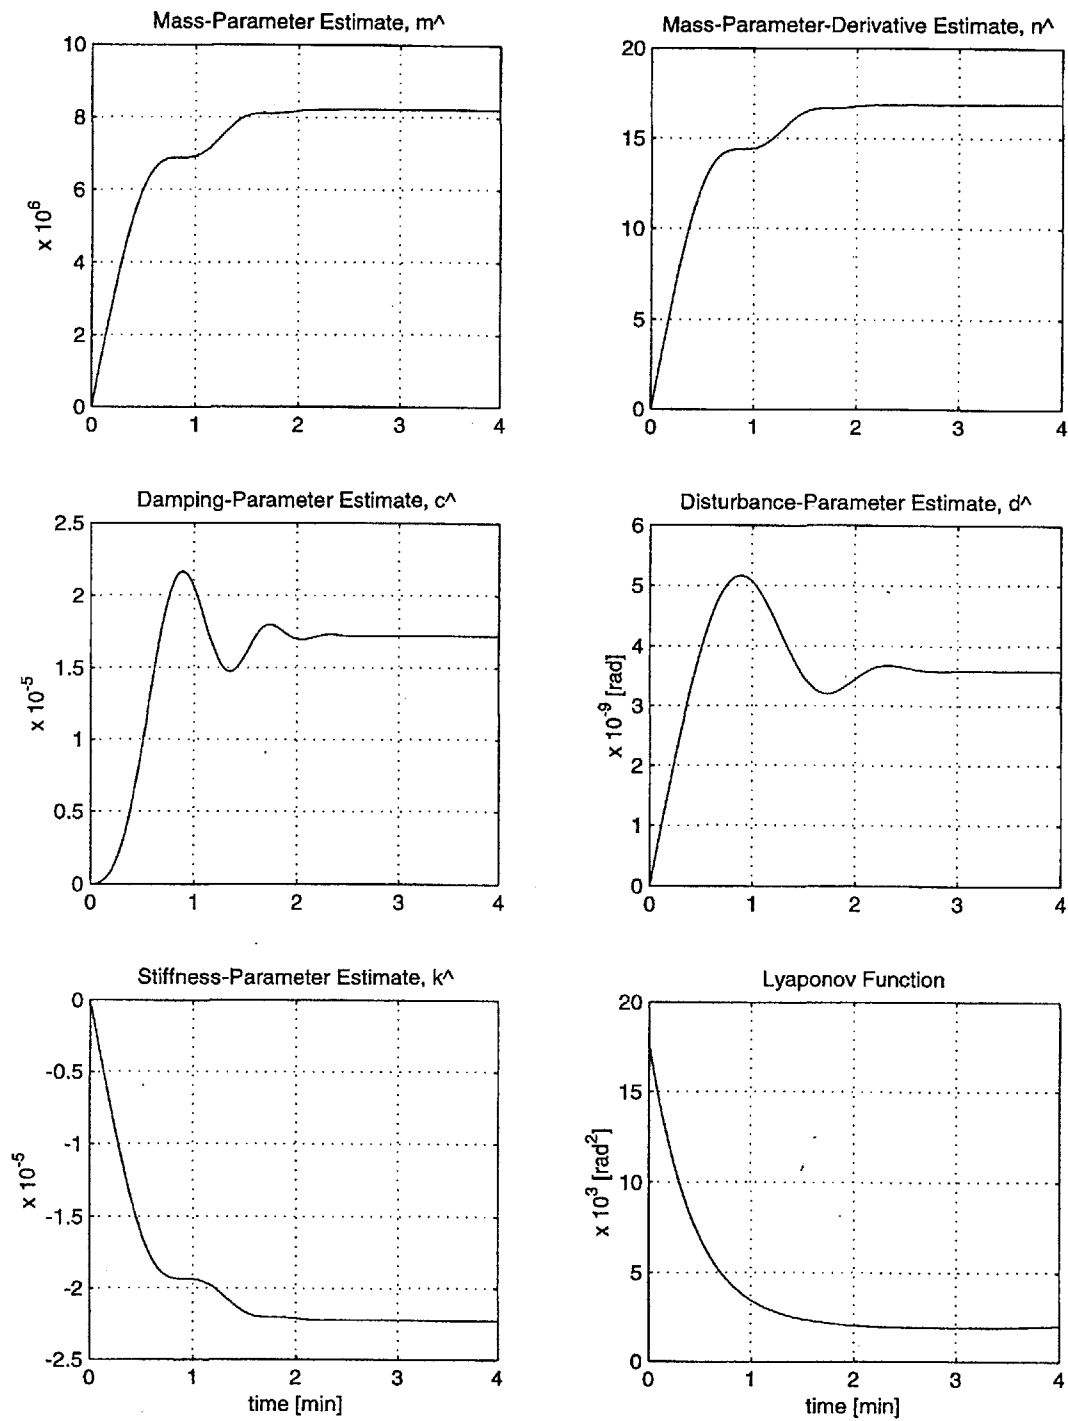 Mass-Parameter Estimate, m^
10
8
6
4
2
0
x 10^6
0 1 2 3 4
Mass-Parameter-Derivative Estimate, n^
20
15
10
5
0
0 1 2 3 4
Damping-Parameter Estimate, c^
2.5
2
1.5
1
0.5
0
x 10^-5
0 1 2 3 4
Disturbance-Parameter Estimate, d^
6
5
4
3
2
1
0
x 10^-9 [rad]
0 1 2 3 4
Stiffness-Parameter Estimate, k^
0
-0.5
-1
-1.5
-2
-2.5
x 10^-5
0 1 2 3 4
time [min]
Lyaponov Function
20
15
10
5
0
x 10^3 [rad^2]
0 1 2 3 4
time [min]